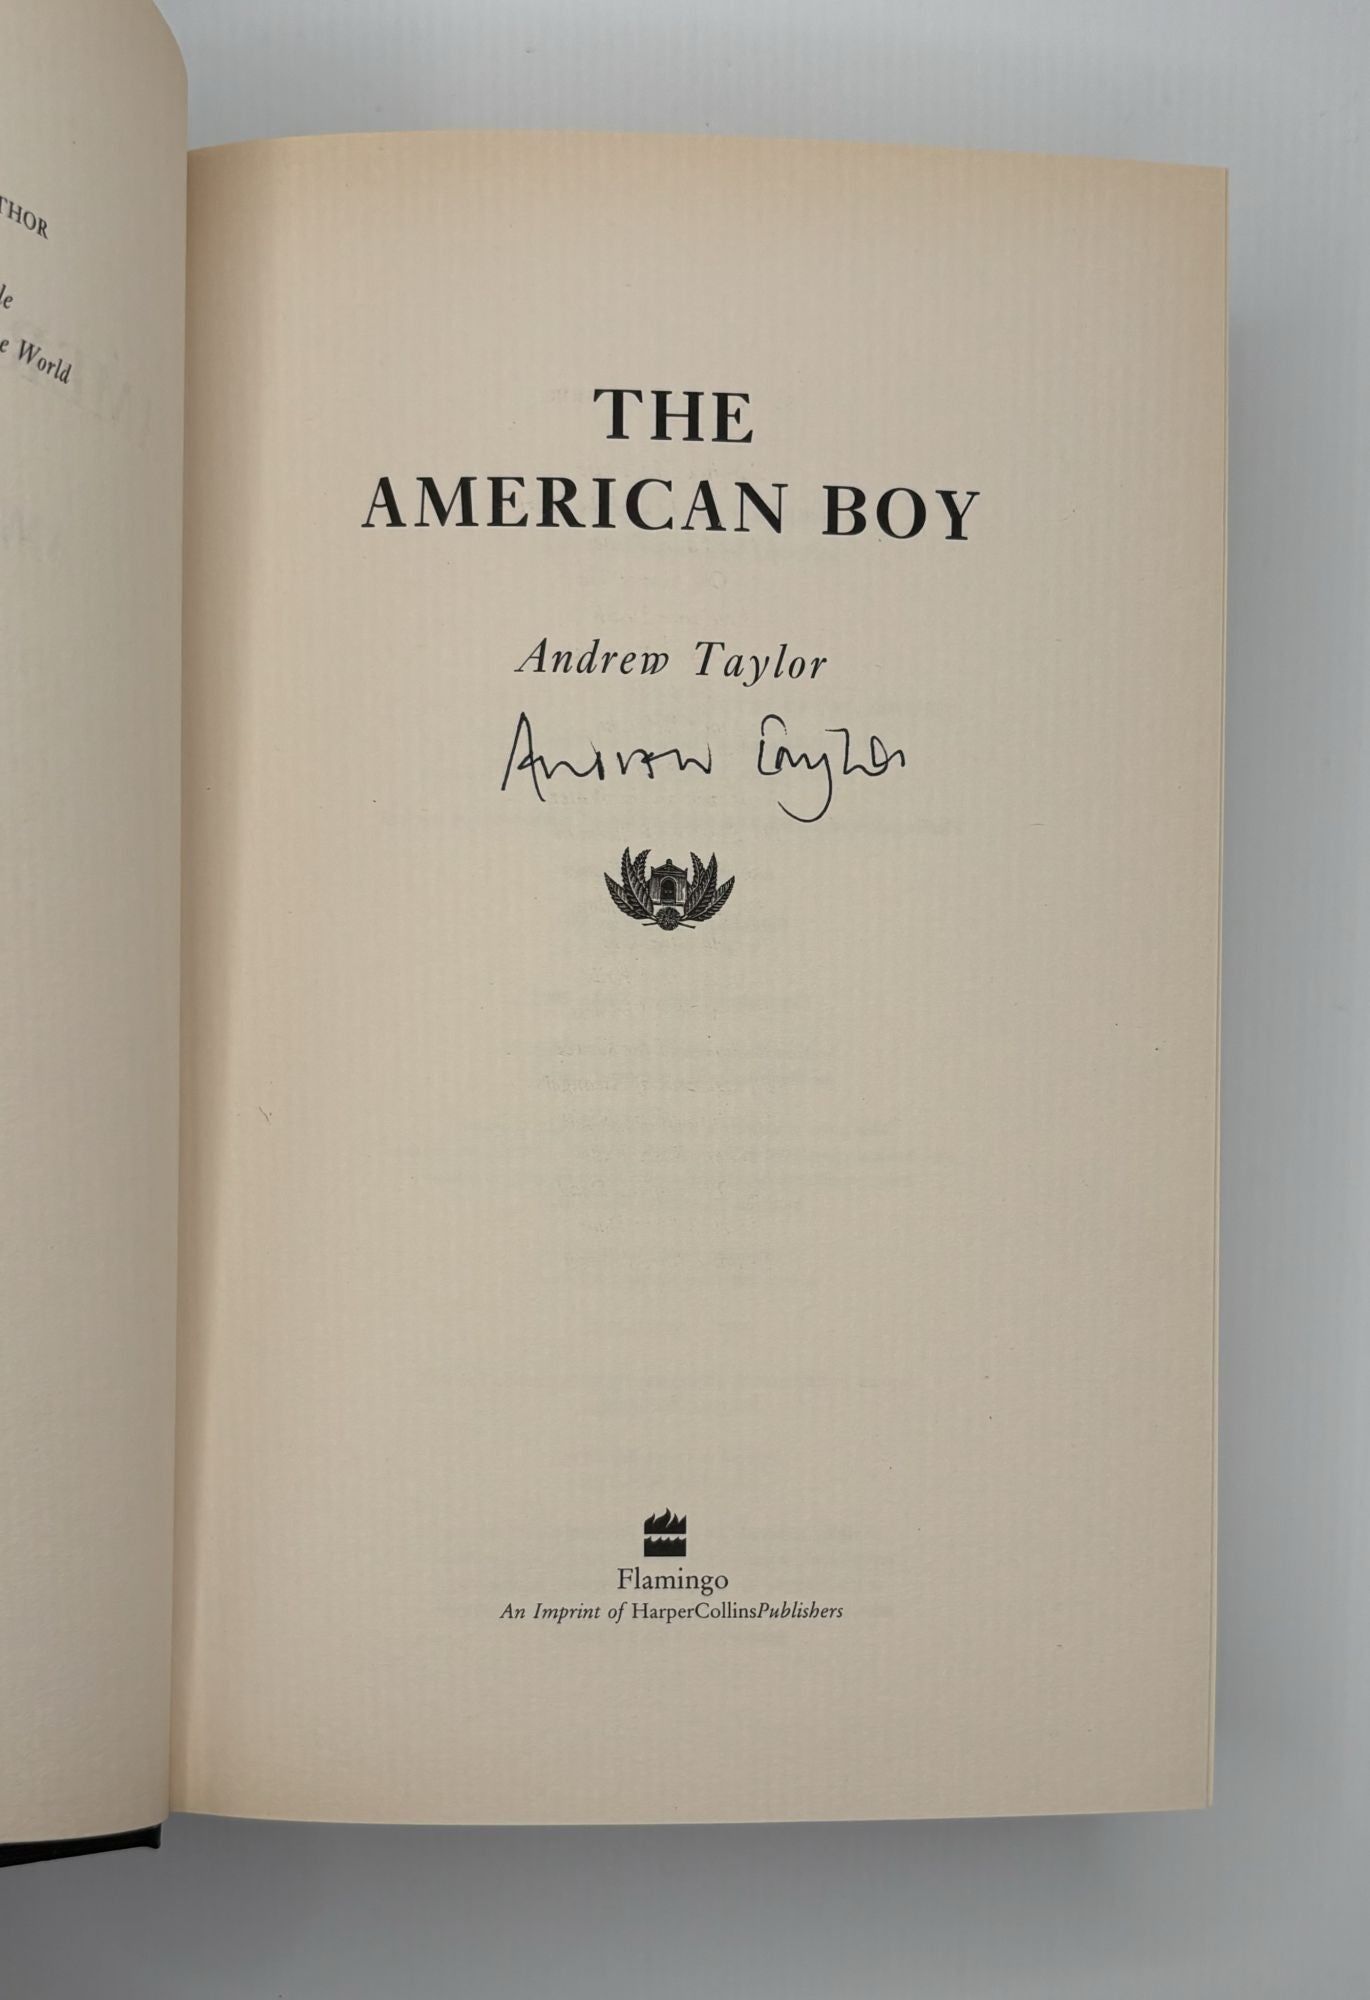 THOR
le
e World
THE
AMERICAN BOY
Andrew Taylor
Andrew Taylor
Flamingo
An Imprint of HarperCollinsPublishers